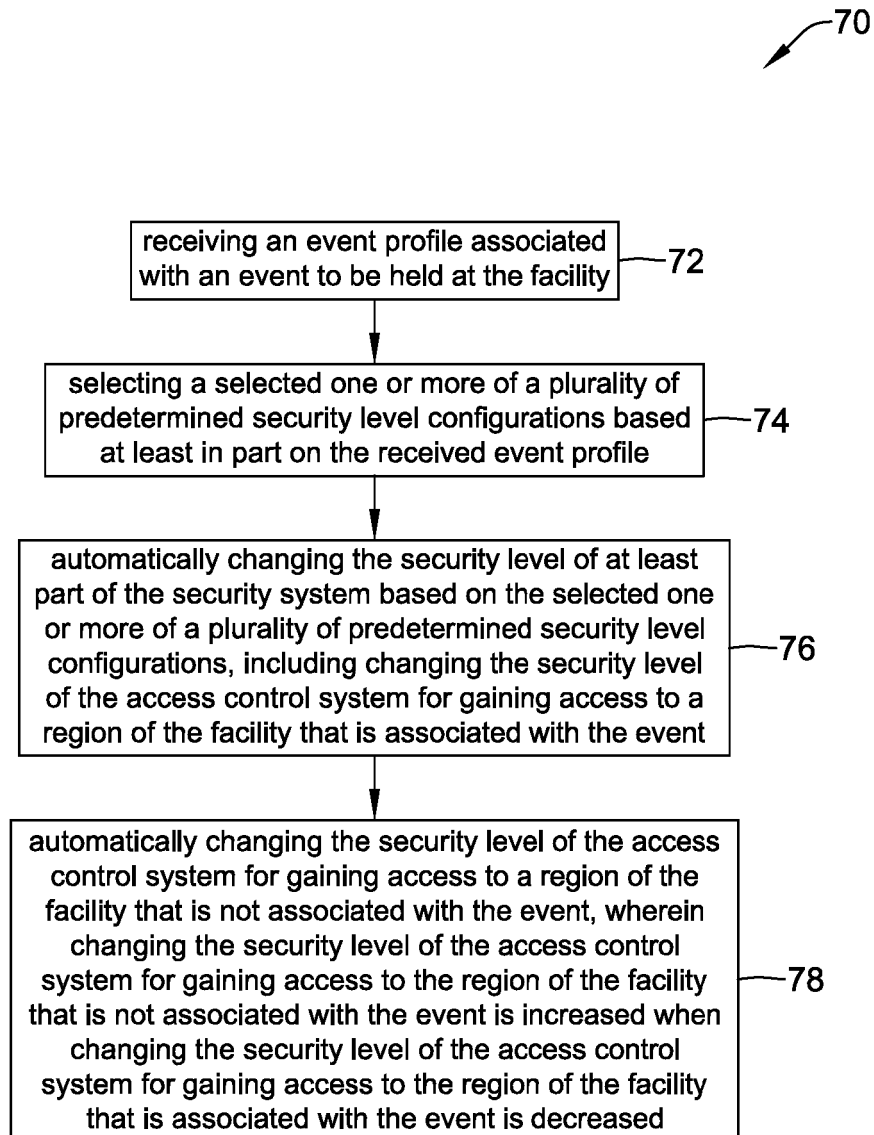 70
receiving an event profile associated
with an event to be held at the facility
72
selecting a selected one or more of a plurality of
predetermined security level configurations based
at least in part on the received event profile
74
automatically changing the security level of at least
part of the security system based on the selected one
or more of a plurality of predetermined security level
configurations, including changing the security level
of the access control system for gaining access to a
region of the facility that is associated with the event
76
automatically changing the security level of the access
control system for gaining access to a region of the
facility that is not associated with the event, wherein
changing the security level of the access control
system for gaining access to the region of the facility
that is not associated with the event is increased when
changing the security level of the access control
system for gaining access to the region of the facility
that is associated with the event is decreased
78